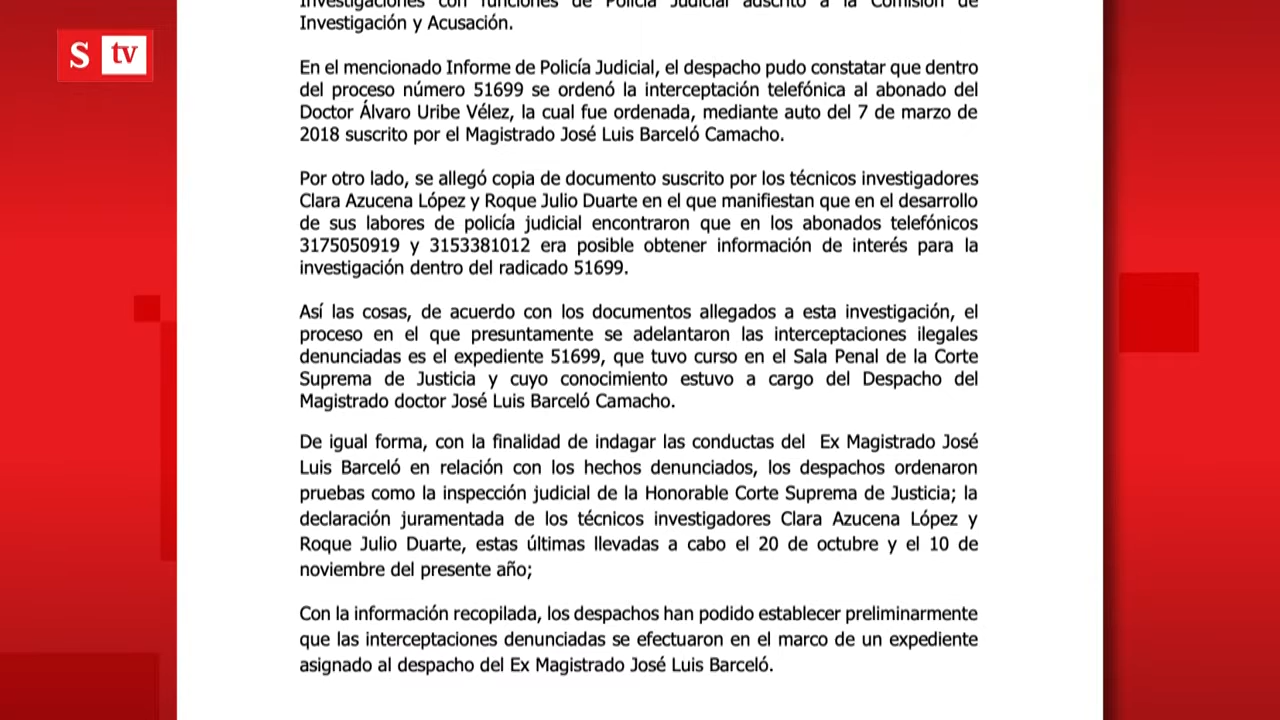 S tv
Investigaciones con funciones de Policía Judicial adscrito a la Comisión de
Investigación y Acusación.
En el mencionado Informe de Policía Judicial, el despacho pudo constatar que dentro
del proceso número 51699 se ordenó la interceptación telefónica al abonado del
Doctor Álvaro Uribe Vélez, la cual fue ordenada, mediante auto del 7 de marzo de
2018 suscrito por el Magistrado José Luis Barceló Camacho.
Por otro lado, se allegó copia de documento suscrito por los técnicos investigadores
Clara Azucena López y Roque Julio Duarte en el que manifiestan que en el desarrollo
de sus labores de policía judicial encontraron que en los abonados telefónicos
3175050919 y 3153381012 era posible obtener información de interés para la
investigación dentro del radicado 51699.
Así las cosas, de acuerdo con los documentos allegados a esta investigación, el
proceso en el que presuntamente se adelantaron las interceptaciones ilegales
denunciadas es el expediente 51699, que tuvo curso en el Sala Penal de la Corte
Suprema de Justicia y cuyo conocimiento estuvo a cargo del Despacho del
Magistrado doctor José Luis Barceló Camacho.
De igual forma, con la finalidad de indagar las conductas del Ex Magistrado José
Luis Barceló en relación con los hechos denunciados, los despachos ordenaron
pruebas como la inspección judicial de la Honorable Corte Suprema de Justicia; la
declaración juramentada de los técnicos investigadores Clara Azucena López y
Roque Julio Duarte, estas últimas llevadas a cabo el 20 de octubre y el 10 de
noviembre del presente año;
Con la información recopilada, los despachos han podido establecer preliminarmente
que las interceptaciones denunciadas se efectuaron en el marco de un expediente
asignado al despacho del Ex Magistrado José Luis Barceló.